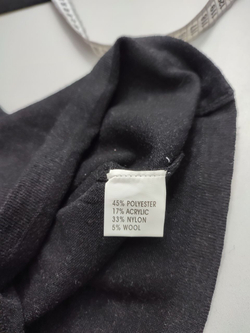 45% POLYESTER
17% ACRYLIC
33% NYLON
5% WOOL